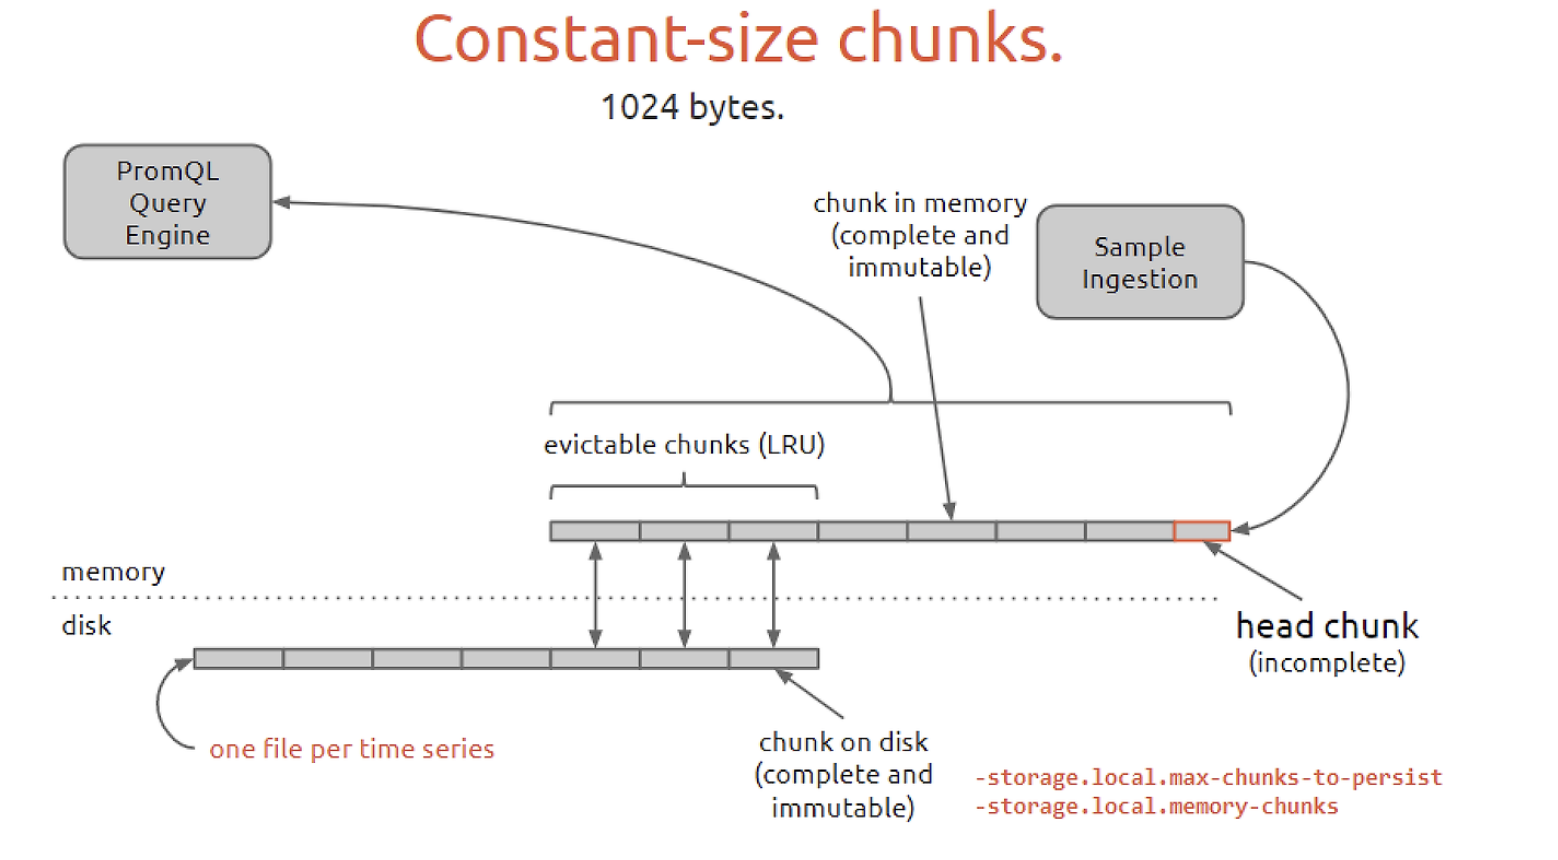 Constant-size chunks.
1024 bytes.
PromQL
Query
Engine
chunk in memory
(complete and
immutable)
Sample
Ingestion
evictable chunks (LRU)
memory
disk
head chunk
(incomplete)
one file per time series
chunk on disk
(complete and
immutable)
-storage.local.max-chunks-to-persist
-storage.local.memory-chunks